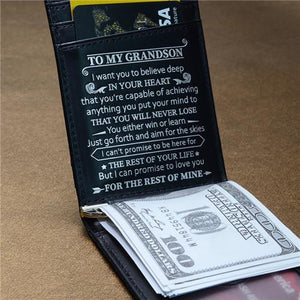 VISA
TO MY GRANDSON
I want you to believe deep
IN YOUR HEART
that you're capable of achieving
anything you put your mind to
THAT YOU WILL NEVER LOSE
You either win or learn
Just go forth and aim for the skies
I can't promise to be here for
THE REST OF YOUR LIFE
But I can promise to love you
FOR THE REST OF MINE
100
HUNDRED DOLLARS